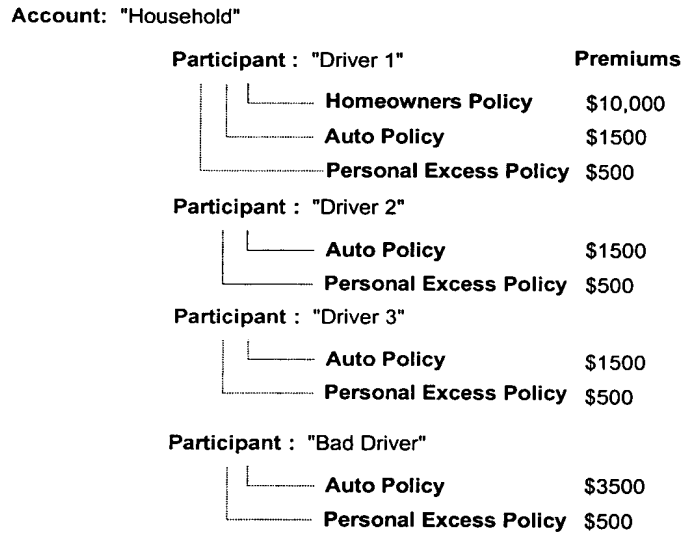 Account: "Household"
Participant : "Driver 1" Premiums
Homeowners Policy $10,000
Auto Policy $1500
Personal Excess Policy $500
Participant : "Driver 2"
Auto Policy $1500
Personal Excess Policy $500
Participant : "Driver 3"
Auto Policy $1500
Personal Excess Policy $500
Participant : "Bad Driver"
Auto Policy $3500
Personal Excess Policy $500